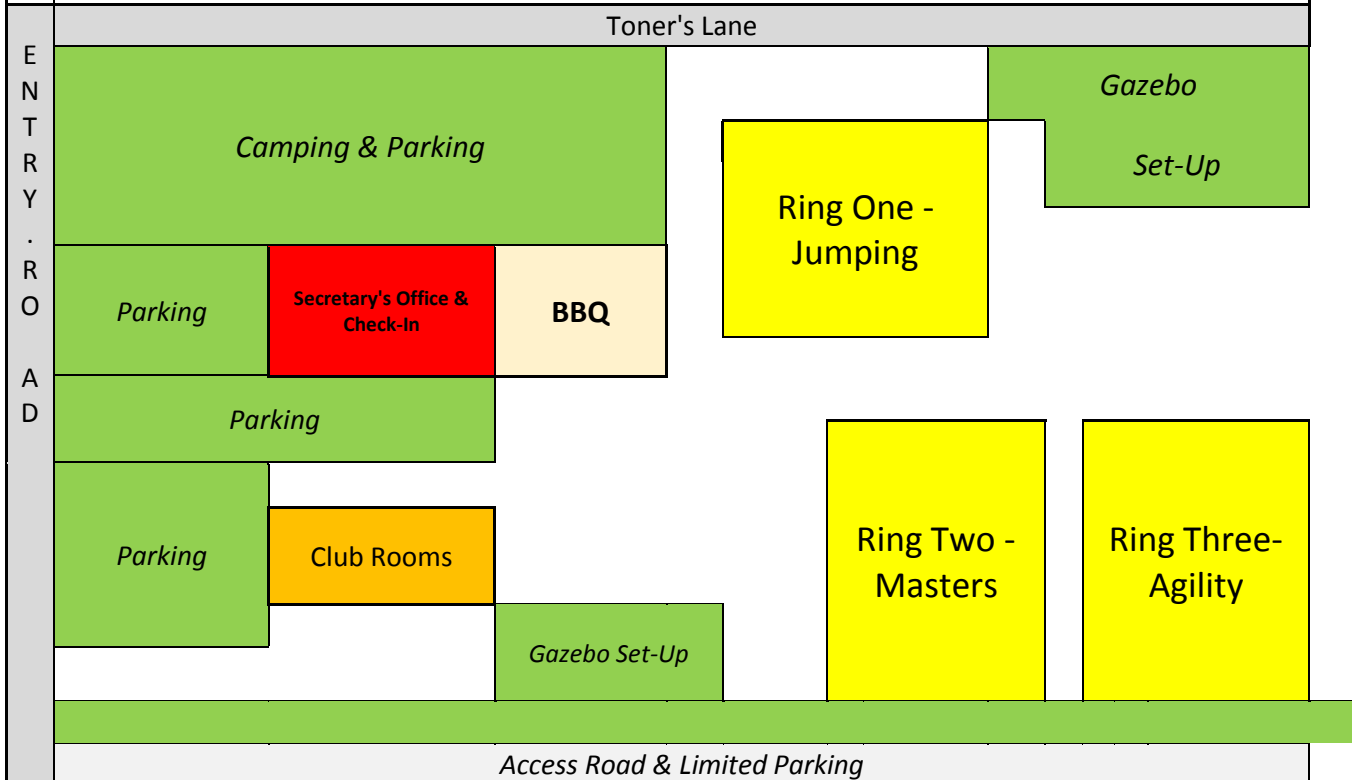 Toner's Lane
E
N
T
R
Y
.
R
O
A
D
Camping & Parking
Gazebo
Set-Up
Ring One -
Jumping
Parking
Secretary's Office &
Check-In
BBQ
Parking
Parking
Club Rooms
Ring Two -
Masters
Ring Three-
Agility
Gazebo Set-Up
Access Road & Limited Parking